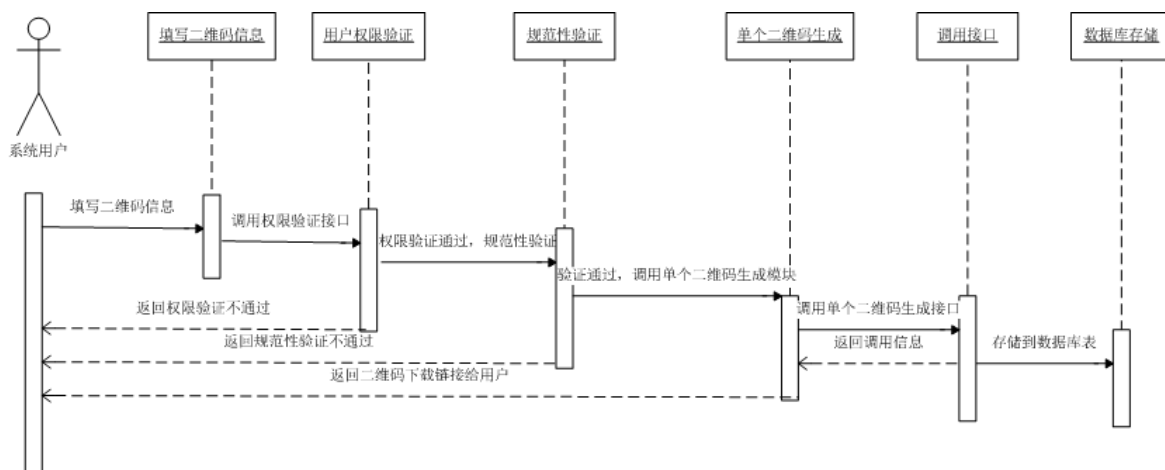 填写二维码信息
用户权限验证
规范性验证
单个二维码生成
调用接口
数据库存储
系统用户
填写二维码信息
调用权限验证接口
权限验证通过，规范性验证
验证通过，调用单个二维码生成模块
返回权限验证不通过
调用单个二维码生成接口
返回规范性验证不通过
返回调用信息
存储到数据库表
返回二维码下载链接给用户